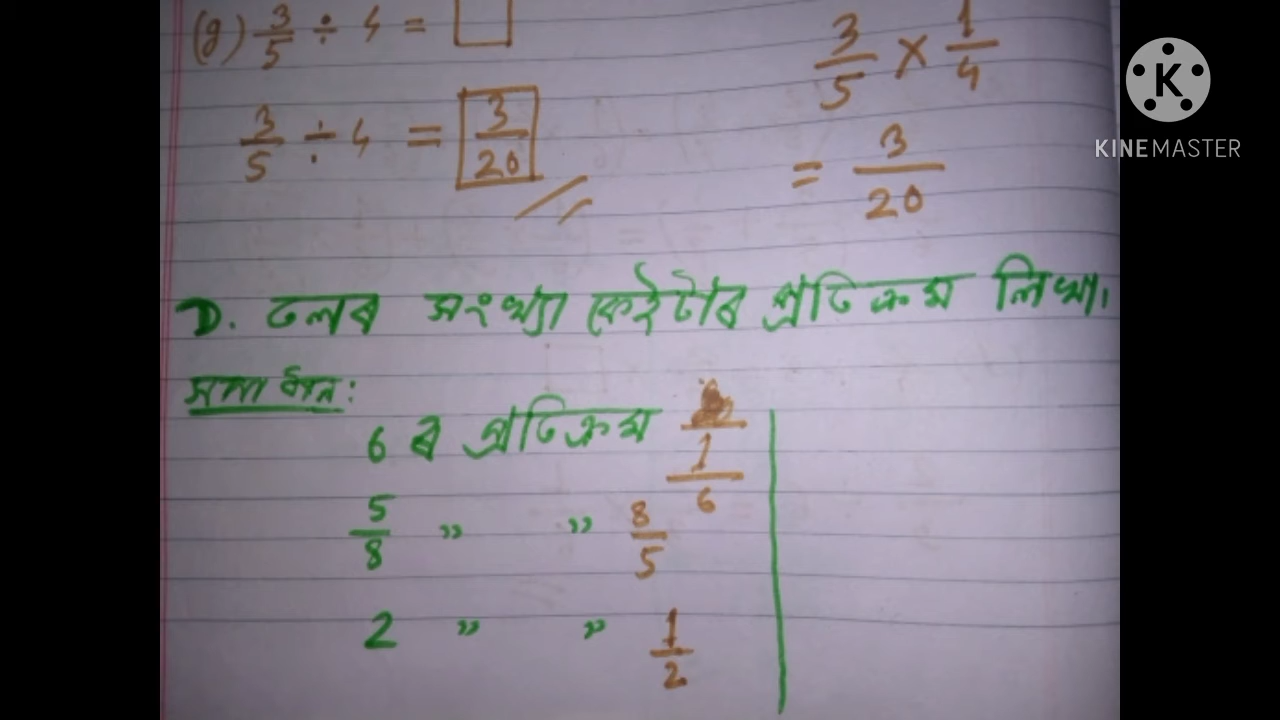 (g) 3/5 ÷ 4 = □
3/5 ÷ 4 = 3/20
3/5 × 1/4
= 3/20
D. তলৰ সংখ্যা কেইটাৰ প্ৰতিক্ৰম লিখা।
সমাধান:
6 ৰ প্ৰতিক্ৰম 1/6
5/8 " " 8/5
2 " " 1/2
K
KINEMASTER